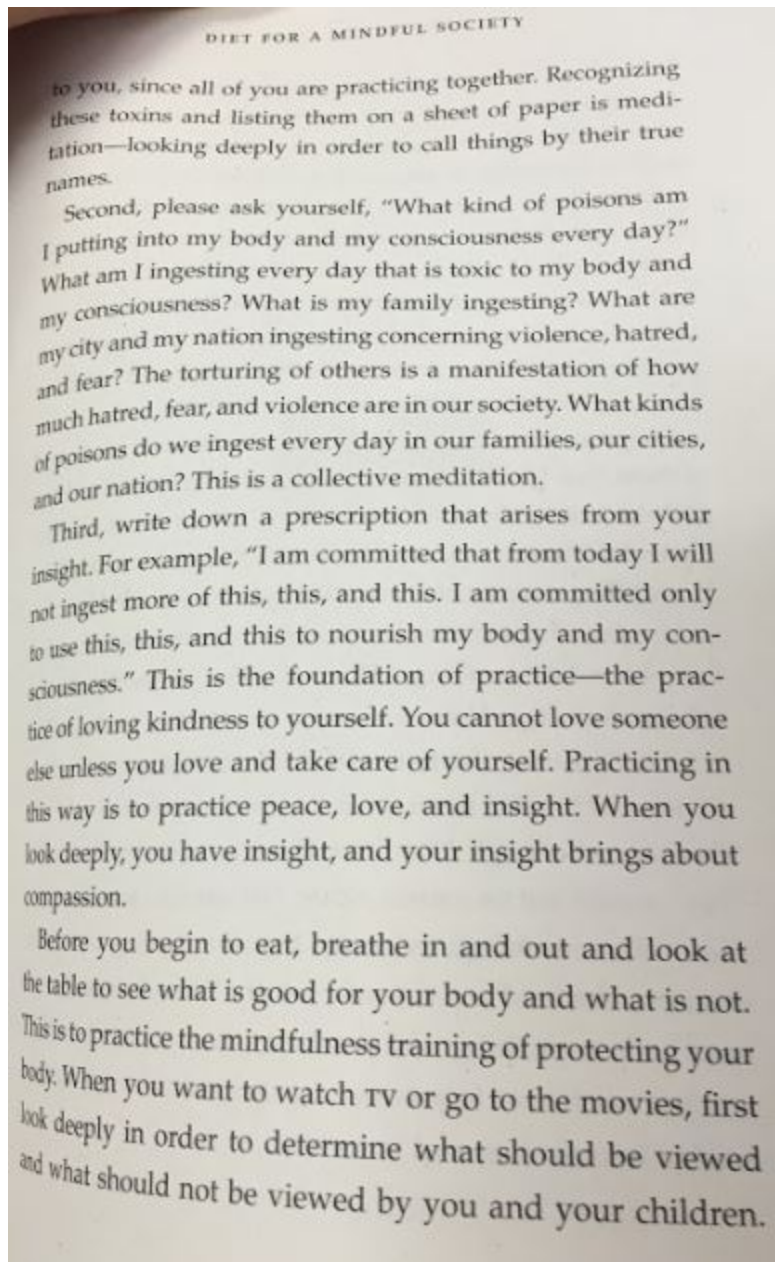 DIET FOR A MINDFUL SOCIETY
to you, since all of you are practicing together. Recognizing
these toxins and listing them on a sheet of paper is medi-
tation—looking deeply in order to call things by their true
names.
Second, please ask yourself, "What kind of poisons am
I putting into my body and my consciousness every day?"
What am I ingesting every day that is toxic to my body and
my consciousness? What is my family ingesting? What are
my city and my nation ingesting concerning violence, hatred,
and fear? The torturing of others is a manifestation of how
much hatred, fear, and violence are in our society. What kinds
of poisons do we ingest every day in our families, our cities,
and our nation? This is a collective meditation.
Third, write down a prescription that arises from your
insight. For example, "I am committed that from today I will
not ingest more of this, this, and this. I am committed only
to use this, this, and this to nourish my body and my con-
sciousness." This is the foundation of practice—the prac-
tice of loving kindness to yourself. You cannot love someone
else unless you love and take care of yourself. Practicing in
this way is to practice peace, love, and insight. When you
look deeply, you have insight, and your insight brings about
compassion.
Before you begin to eat, breathe in and out and look at
the table to see what is good for your body and what is not.
This is to practice the mindfulness training of protecting your
body. When you want to watch TV or go to the movies, first
look deeply in order to determine what should be viewed
and what should not be viewed by you and your children.